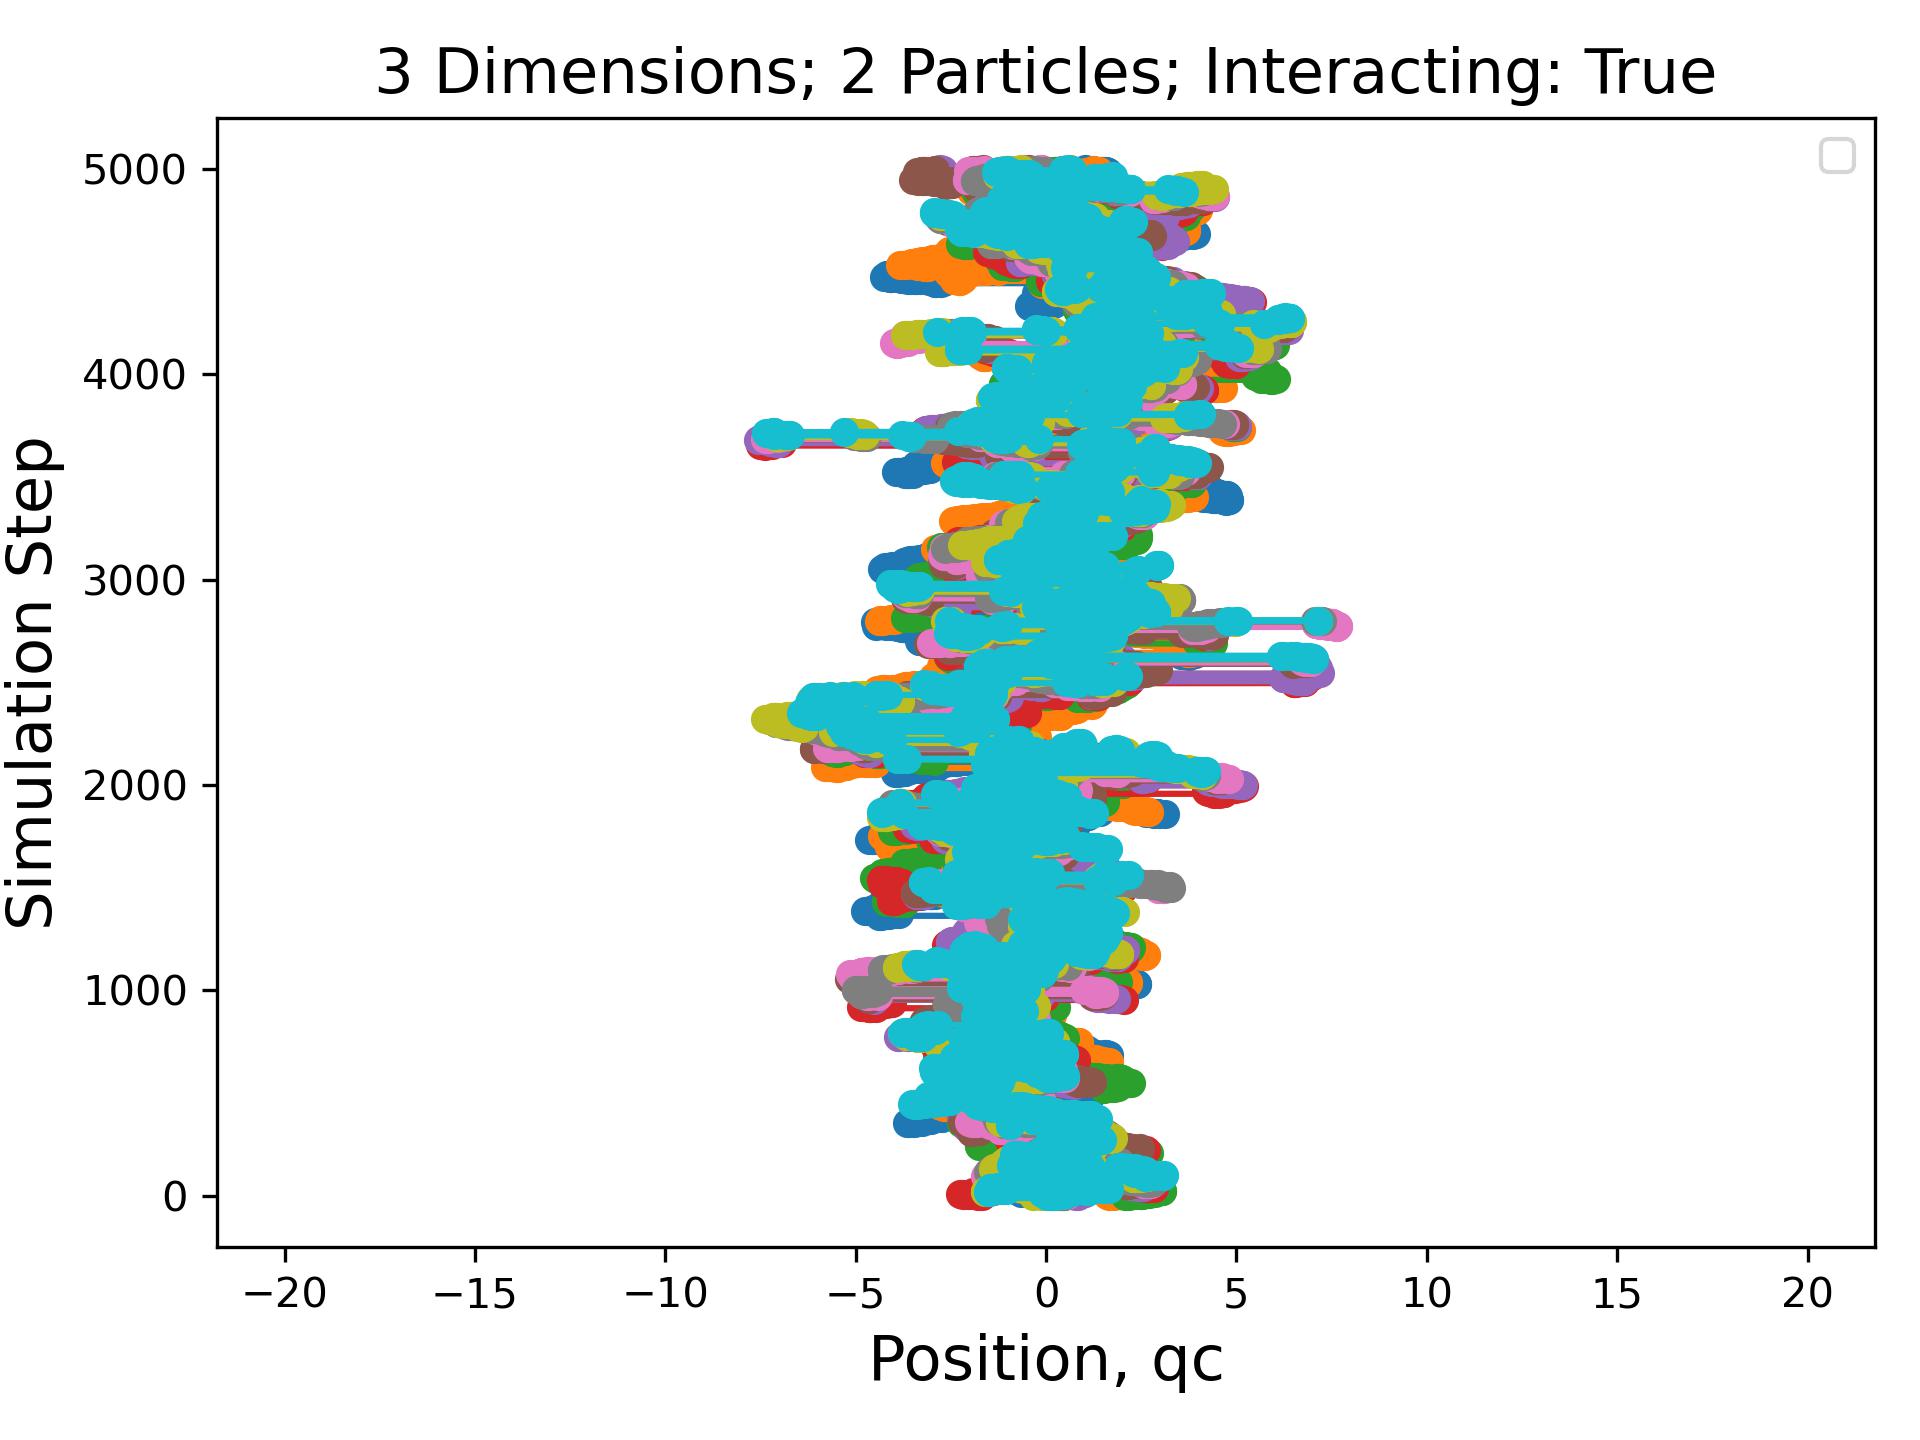 3 Dimensions; 2 Particles; Interacting: True
5000
4000
3000
2000
1000
0
Simulation Step
−20 −15 −10 −5 0 5 10 15 20
Position, qc